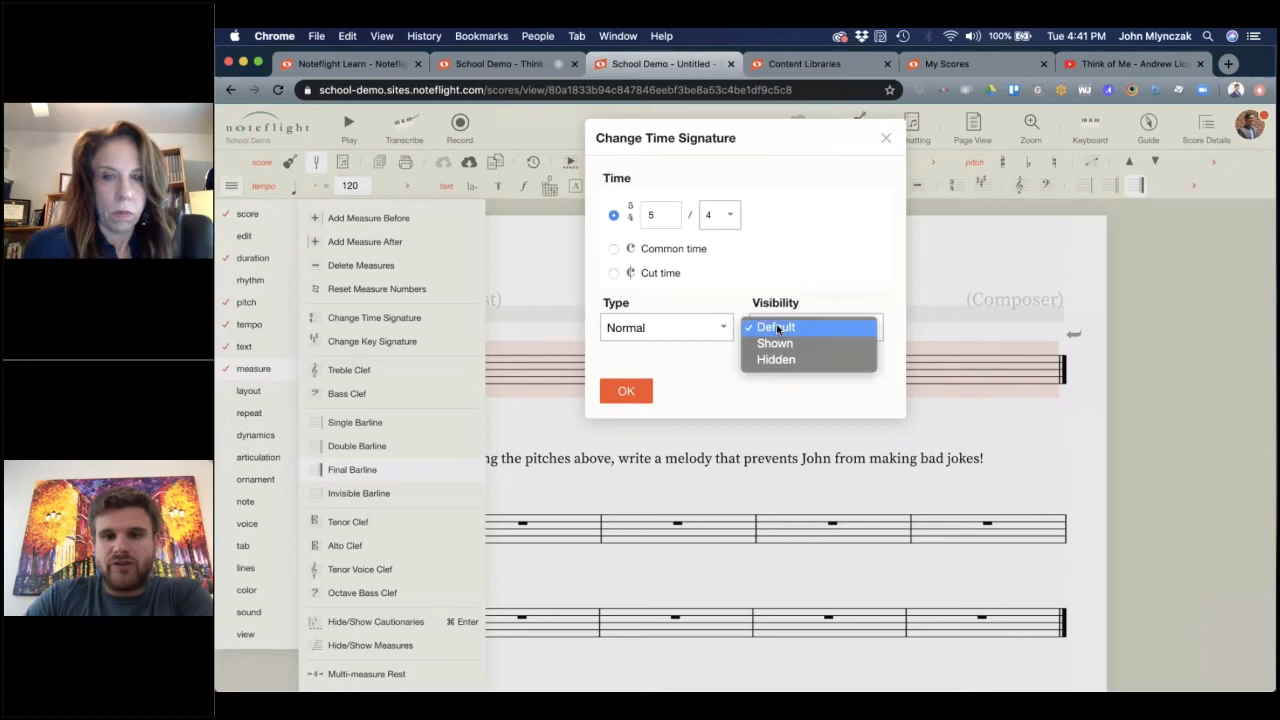 Chrome File Edit View History Bookmarks People Tab Window Help 100% Tue 4:41 PM John Mlynczak
Noteflight Learn - Noteflig School Demo - Think School Demo - Untitled - Content Libraries My Scores Think of Me - Andrew Llo
school-demo.sites.noteflight.com/scores/view/80a1833b94c847846eebf3be8a53c4be1df9c5c8
noteflight
School Demo
Play Transcribe Record
Page View Zoom Keyboard Guide Score Details
score
pitch
tempo = 120 text la-
score
edit
duration
rhythm
pitch
tempo
text
measure
layout
repeat
dynamics
articulation
ornament
note
voice
tab
lines
color
sound
view
Add Measure Before
Add Measure After
Delete Measures
Reset Measure Numbers
Change Time Signature
Change Key Signature
Treble Clef
Bass Clef
Single Barline
Double Barline
Final Barline
Invisible Barline
Tenor Clef
Alto Clef
Tenor Voice Clef
Octave Bass Clef
Hide/Show Cautionaries ⌘ Enter
Hide/Show Measures
Multi-measure Rest
Change Time Signature
Time
5 / 4
Common time
Cut time
Type Visibility
Normal
Default
Shown
Hidden
OK
(Composer)
ng the pitches above, write a melody that prevents John from making bad jokes!